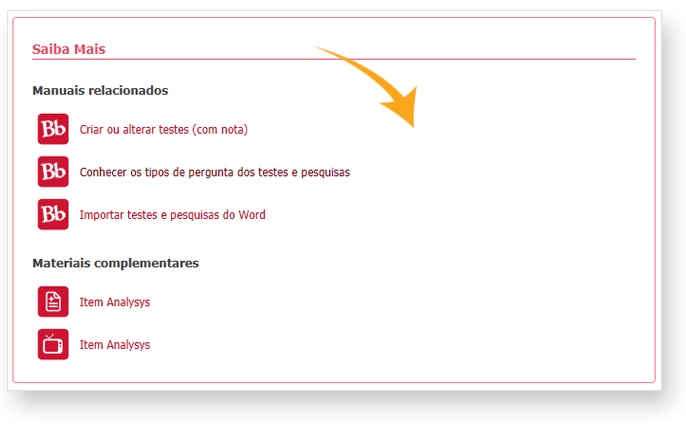 Saiba Mais
Manuais relacionados
Bb Criar ou alterar testes (com nota)
Bb Conhecer os tipos de pergunta dos testes e pesquisas
Bb Importar testes e pesquisas do Word
Materiais complementares
Item Analysys
Item Analysys